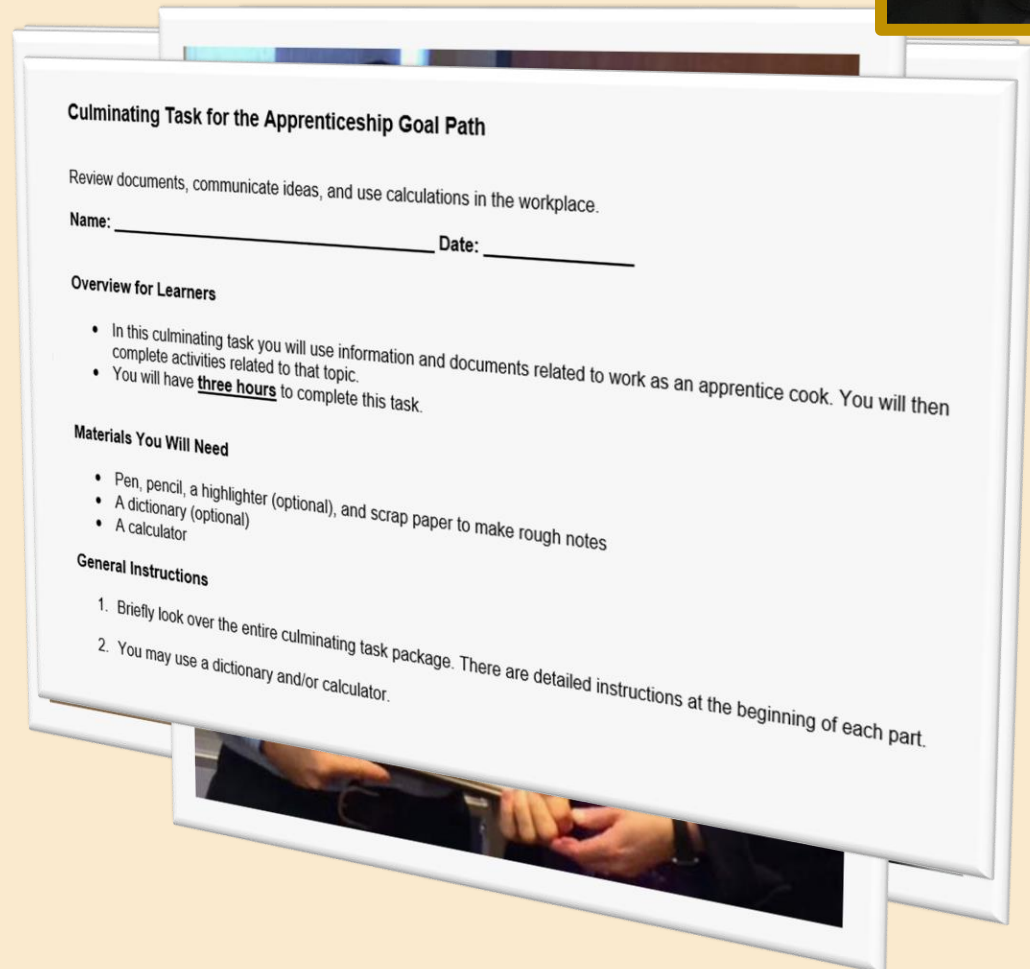 Culminating Task for the Apprenticeship Goal Path
Review documents, communicate ideas, and use calculations in the workplace.
Name: ________________________________ Date: _______________
Overview for Learners
• In this culminating task you will use information and documents related to work as an apprentice cook. You will then
complete activities related to that topic.
• You will have three hours to complete this task.
Materials You Will Need
• Pen, pencil, a highlighter (optional), and scrap paper to make rough notes
• A dictionary (optional)
• A calculator
General Instructions
1. Briefly look over the entire culminating task package. There are detailed instructions at the beginning of each part.
2. You may use a dictionary and/or calculator.